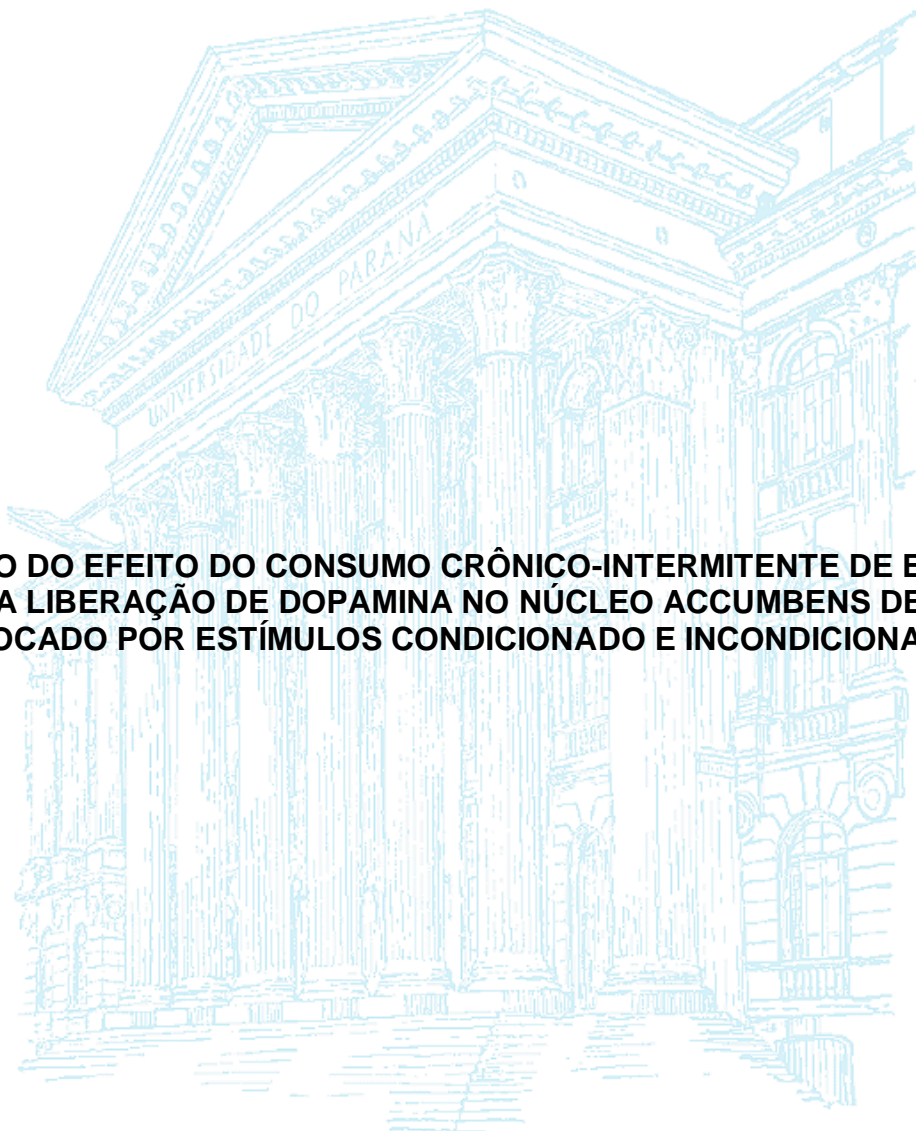 UNIVERSIDADE DO PARANÁ
O DO EFEITO DO CONSUMO CRÔNICO-INTERMITENTE DE E
A LIBERAÇÃO DE DOPAMINA NO NÚCLEO ACCUMBENS DE
OCADO POR ESTÍMULOS CONDICIONADO E INCONDICIONA